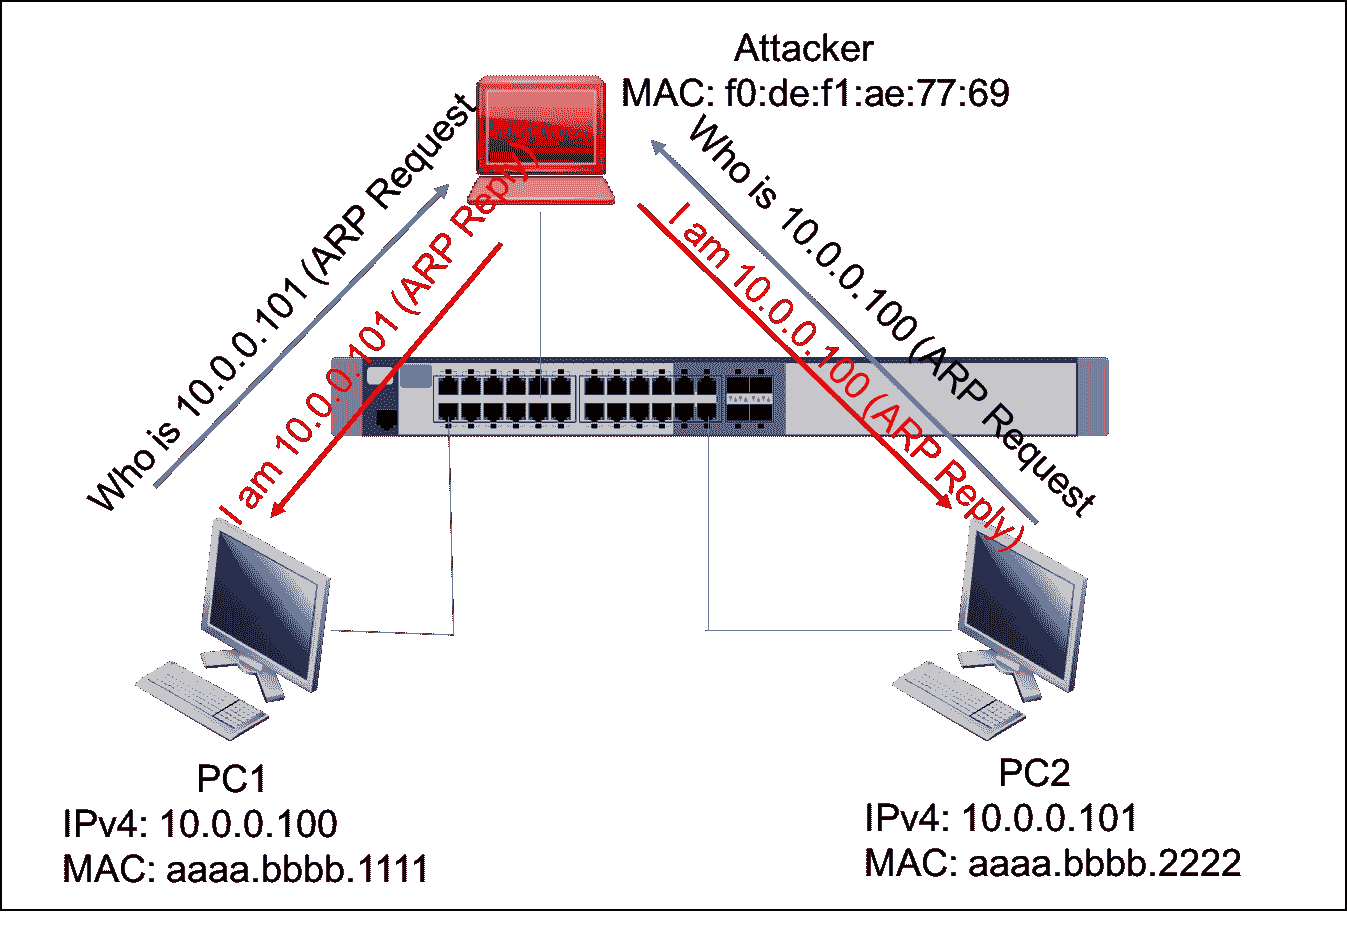 Attacker
MAC: f0:de:f1:ae:77:69
Who is 10.0.0.101 (ARP Request
I am 10.0.0.101 (ARP Reply)
Who is 10.0.0.100 (ARP Request
I am 10.0.0.100 (ARP Reply)
PC1
IPv4: 10.0.0.100
MAC: aaaa.bbbb.1111
PC2
IPv4: 10.0.0.101
MAC: aaaa.bbbb.2222